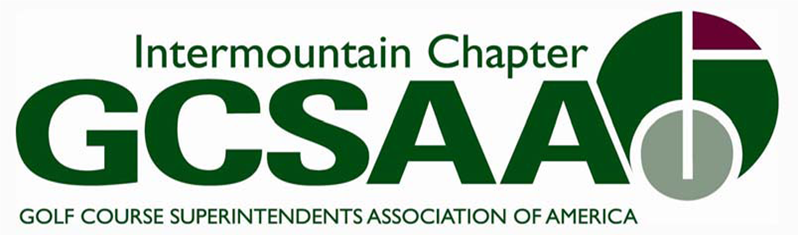 Intermountain Chapter
GCSAA
GOLF COURSE SUPERINTENDENTS ASSOCIATION OF AMERICA